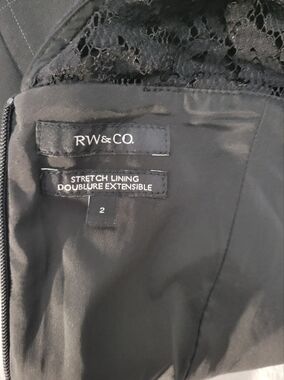 RW&CO.
STRETCH LINING
DOUBLURE EXTENSIBLE
2